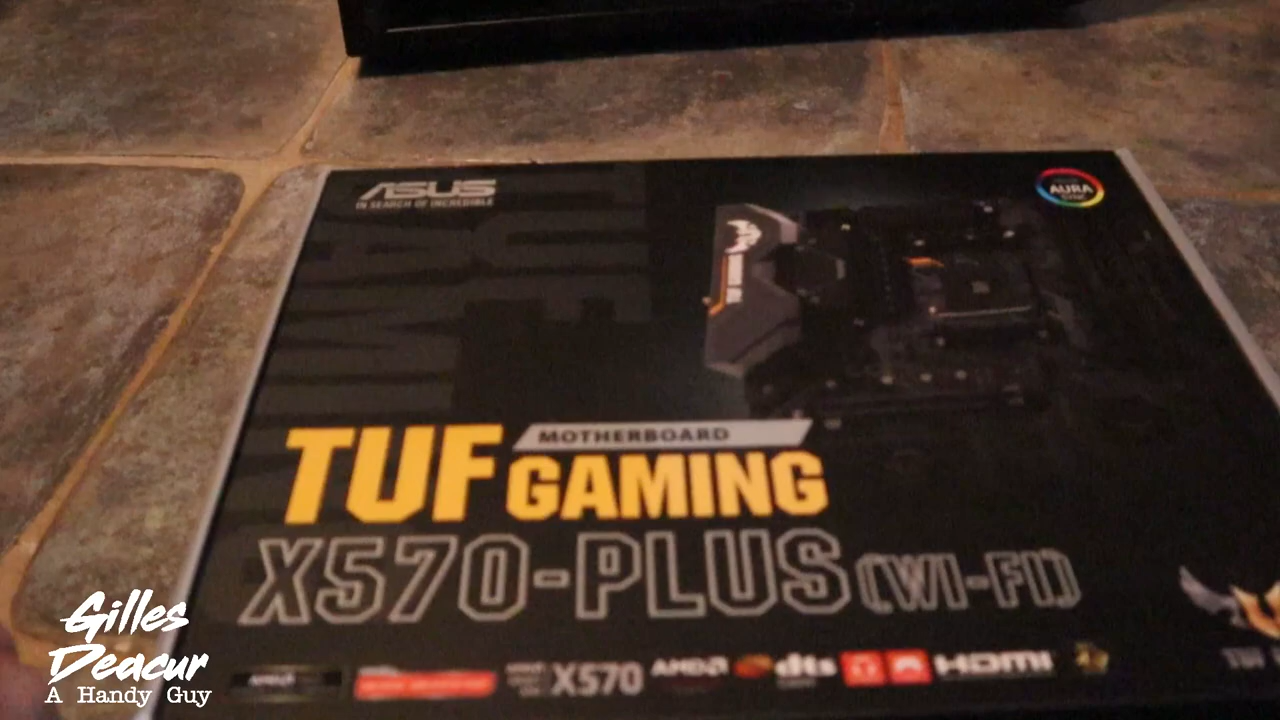 ASUS
IN SEARCH OF INCREDIBLE
AURA
SYNC
MOTHERBOARD
TUF GAMING
X570-PLUS (WI-FI)
X570 AMD dts HDMI
Gilles
Deacur
A Handy Guy